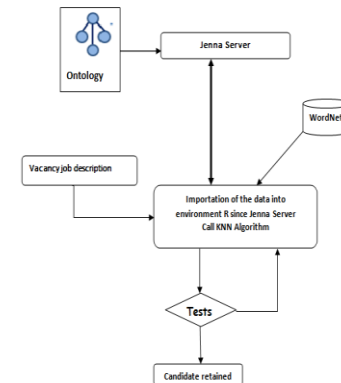 Jenna Server
Ontology
WordNet
Vacancy job description
Importation of the data into
environment R since Jenna Server
Call KNN Algorithm
Tests
Candidate retained